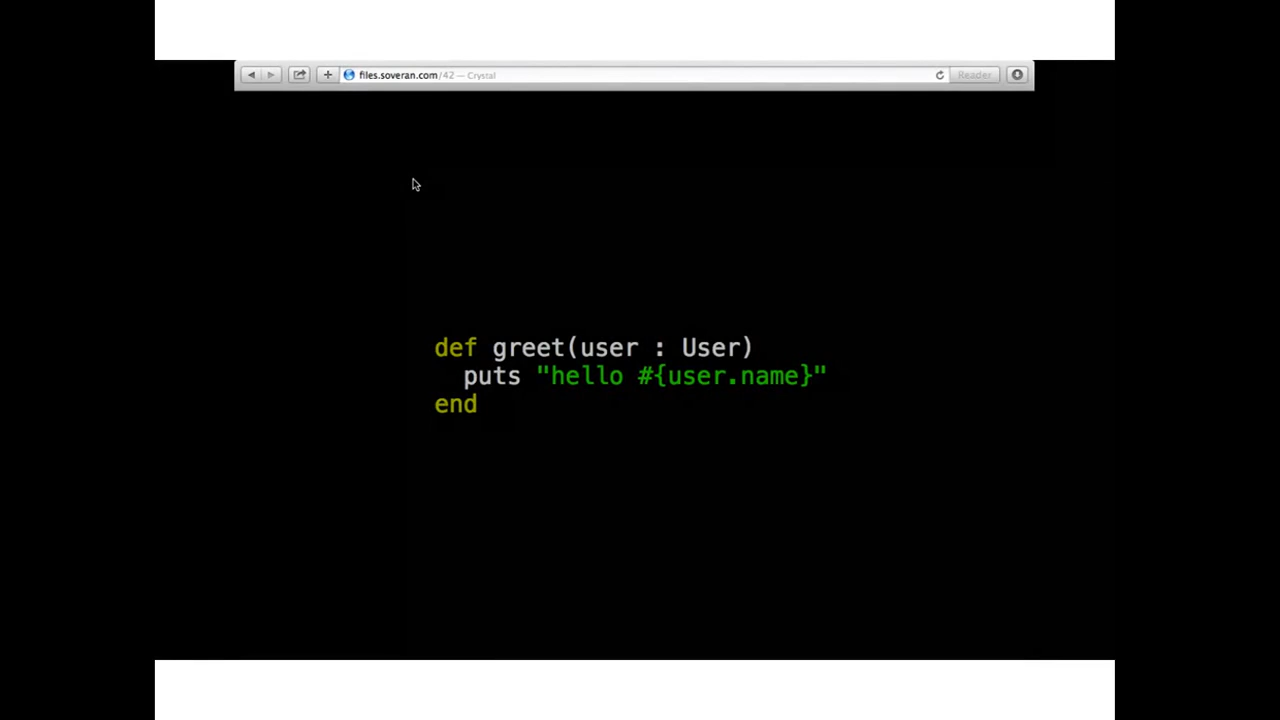 files.soveran.com/42 — Crystal
Reader
def greet(user : User)
  puts "hello #{user.name}"
end